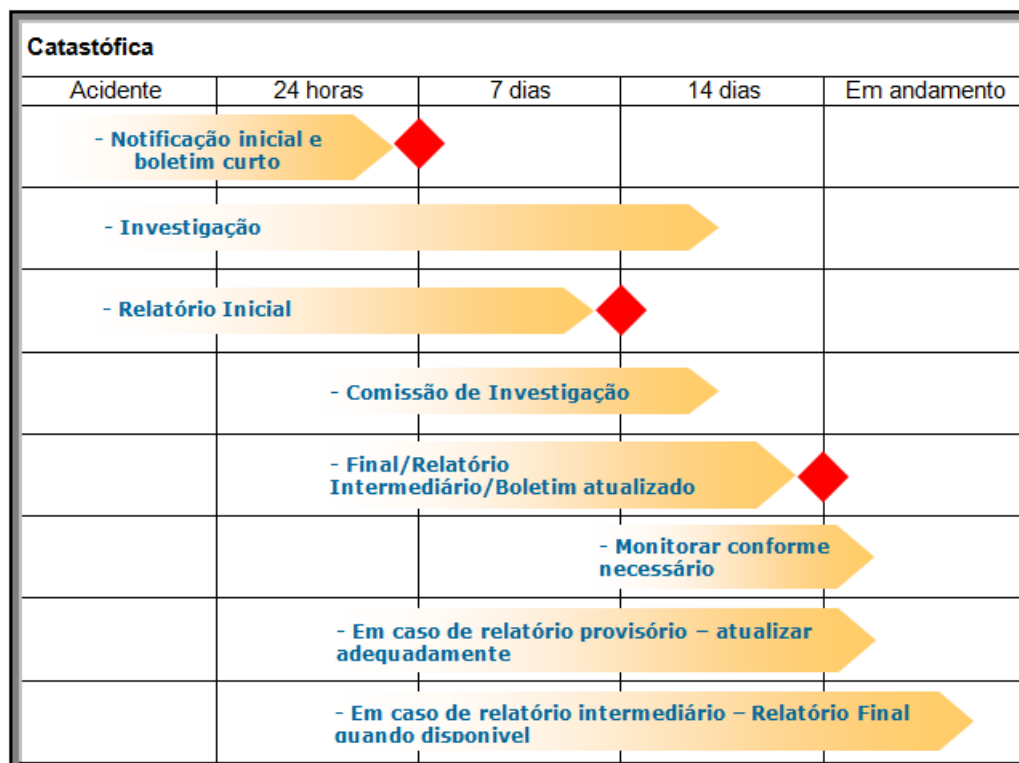 Catastófica
Acidente
24 horas
7 dias
14 dias
Em andamento
- Notificação inicial e
boletim curto
- Investigação
- Relatório Inicial
- Comissão de Investigação
- Final/Relatório
Intermediário/Boletim atualizado
- Monitorar conforme
necessário
- Em caso de relatório provisório – atualizar
adequadamente
- Em caso de relatório intermediário – Relatório Final
quando disponivel